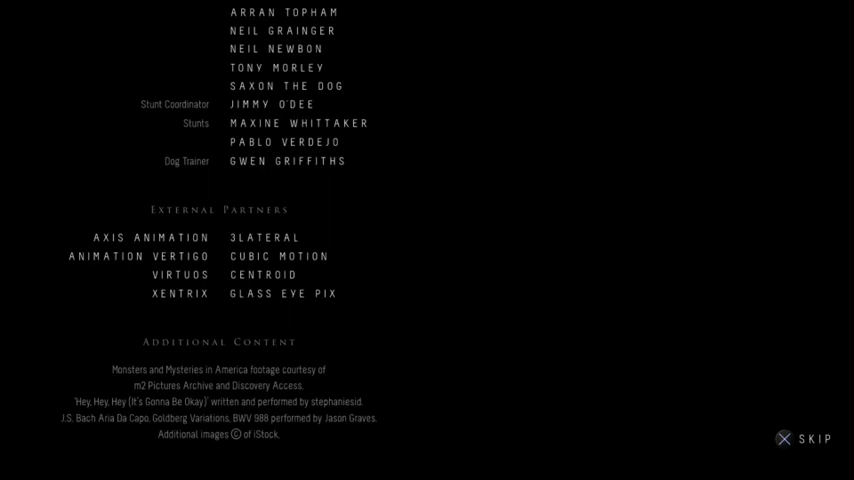 ARRAN TOPHAM
NEIL GRAINGER
NEIL NEWBON
TONY MORLEY
SAXON THE DOG
Stunt Coordinator JIMMY O'DEE
Stunts MAXINE WHITTAKER
PABLO VERDEJO
Dog Trainer GWEN GRIFFITHS
External Partners
AXIS ANIMATION 3LATERAL
ANIMATION VERTIGO CUBIC MOTION
VIRTUOS CENTROID
XENTRIX GLASS EYE PIX
Additional Content
Monsters and Mysteries in America footage courtesy of
m2 Pictures Archive and Discovery Access.
'Hey, Hey, Hey (It's Gonna Be Okay)' written and performed by stephaniesid.
J.S. Bach Aria Da Capo, Goldberg Variations, BWV 988 performed by Jason Graves.
Additional images © of iStock.
SKIP